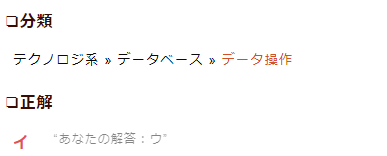 ❏分類
テクノロジ系 » データベース » データ操作
❏正解
イ “あなたの解答：ウ”